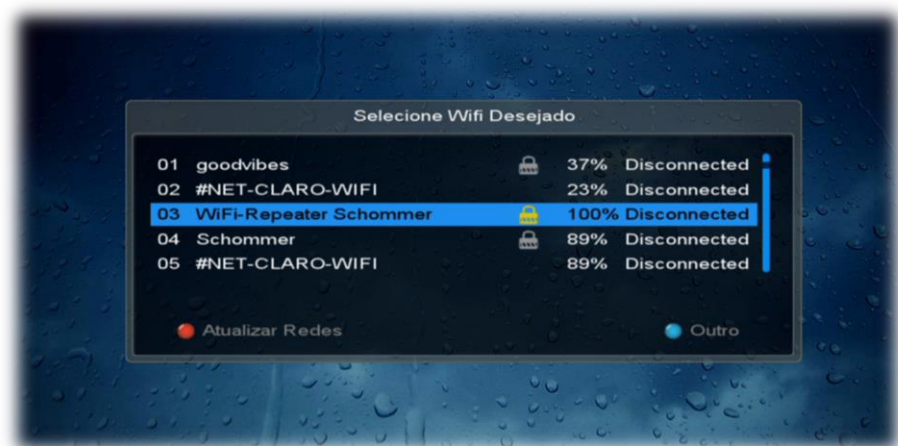 Selecione Wifi Desejado
01 goodvibes 37% Disconnected
02 #NET-CLARO-WIFI 23% Disconnected
03 WiFi-Repeater Schommer 100% Disconnected
04 Schommer 89% Disconnected
05 #NET-CLARO-WIFI 89% Disconnected
Atualizar Redes Outro